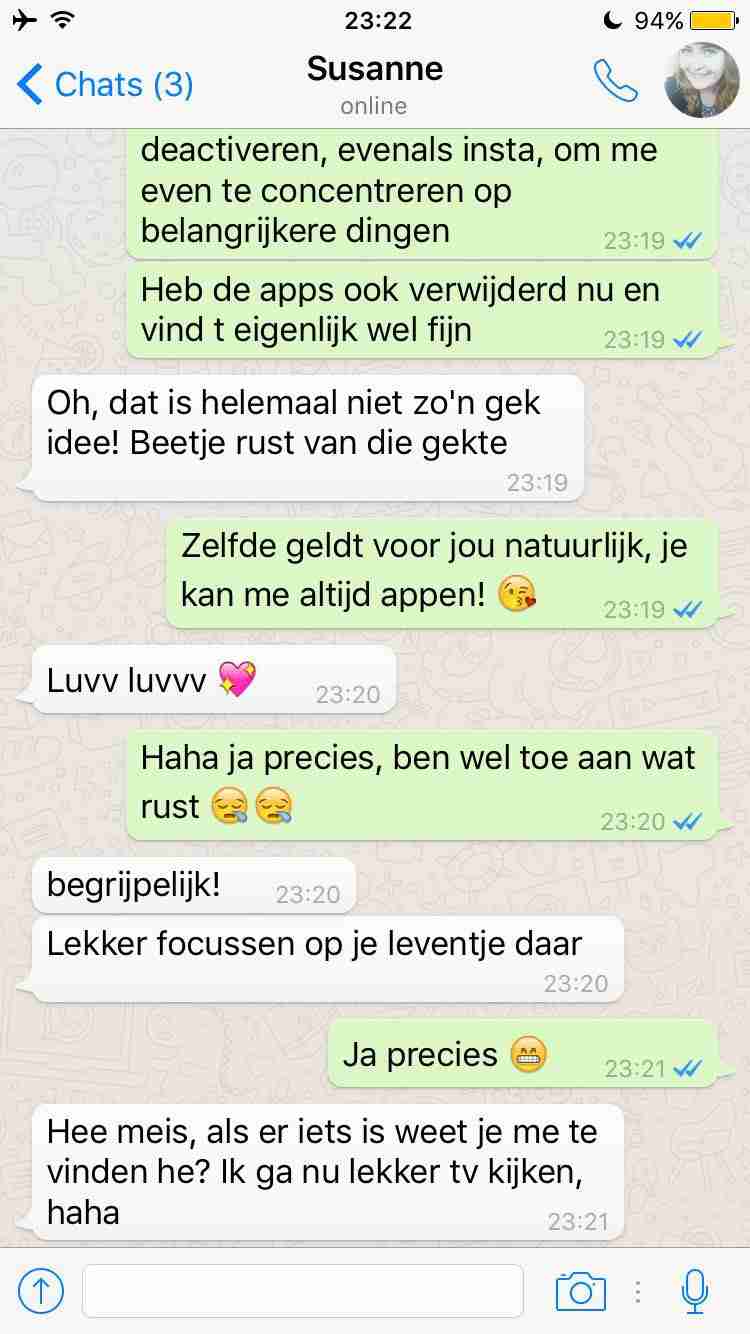 23:22
94%
Chats (3)
Susanne
online
deactiveren, evenals insta, om me
even te concentreren op
belangrijkere dingen
23:19
Heb de apps ook verwijderd nu en
vind t eigenlijk wel fijn
23:19
Oh, dat is helemaal niet zo'n gek
idee! Beetje rust van die gekte
23:19
Zelfde geldt voor jou natuurlijk, je
kan me altijd appen! 😘
23:19
Luvv luvvv 💖
23:20
Haha ja precies, ben wel toe aan wat
rust 😪😪
23:20
begrijpelijk!
23:20
Lekker focussen op je leventje daar
23:20
Ja precies 😁
23:21
Hee meis, als er iets is weet je me te
vinden he? Ik ga nu lekker tv kijken,
haha
23:21